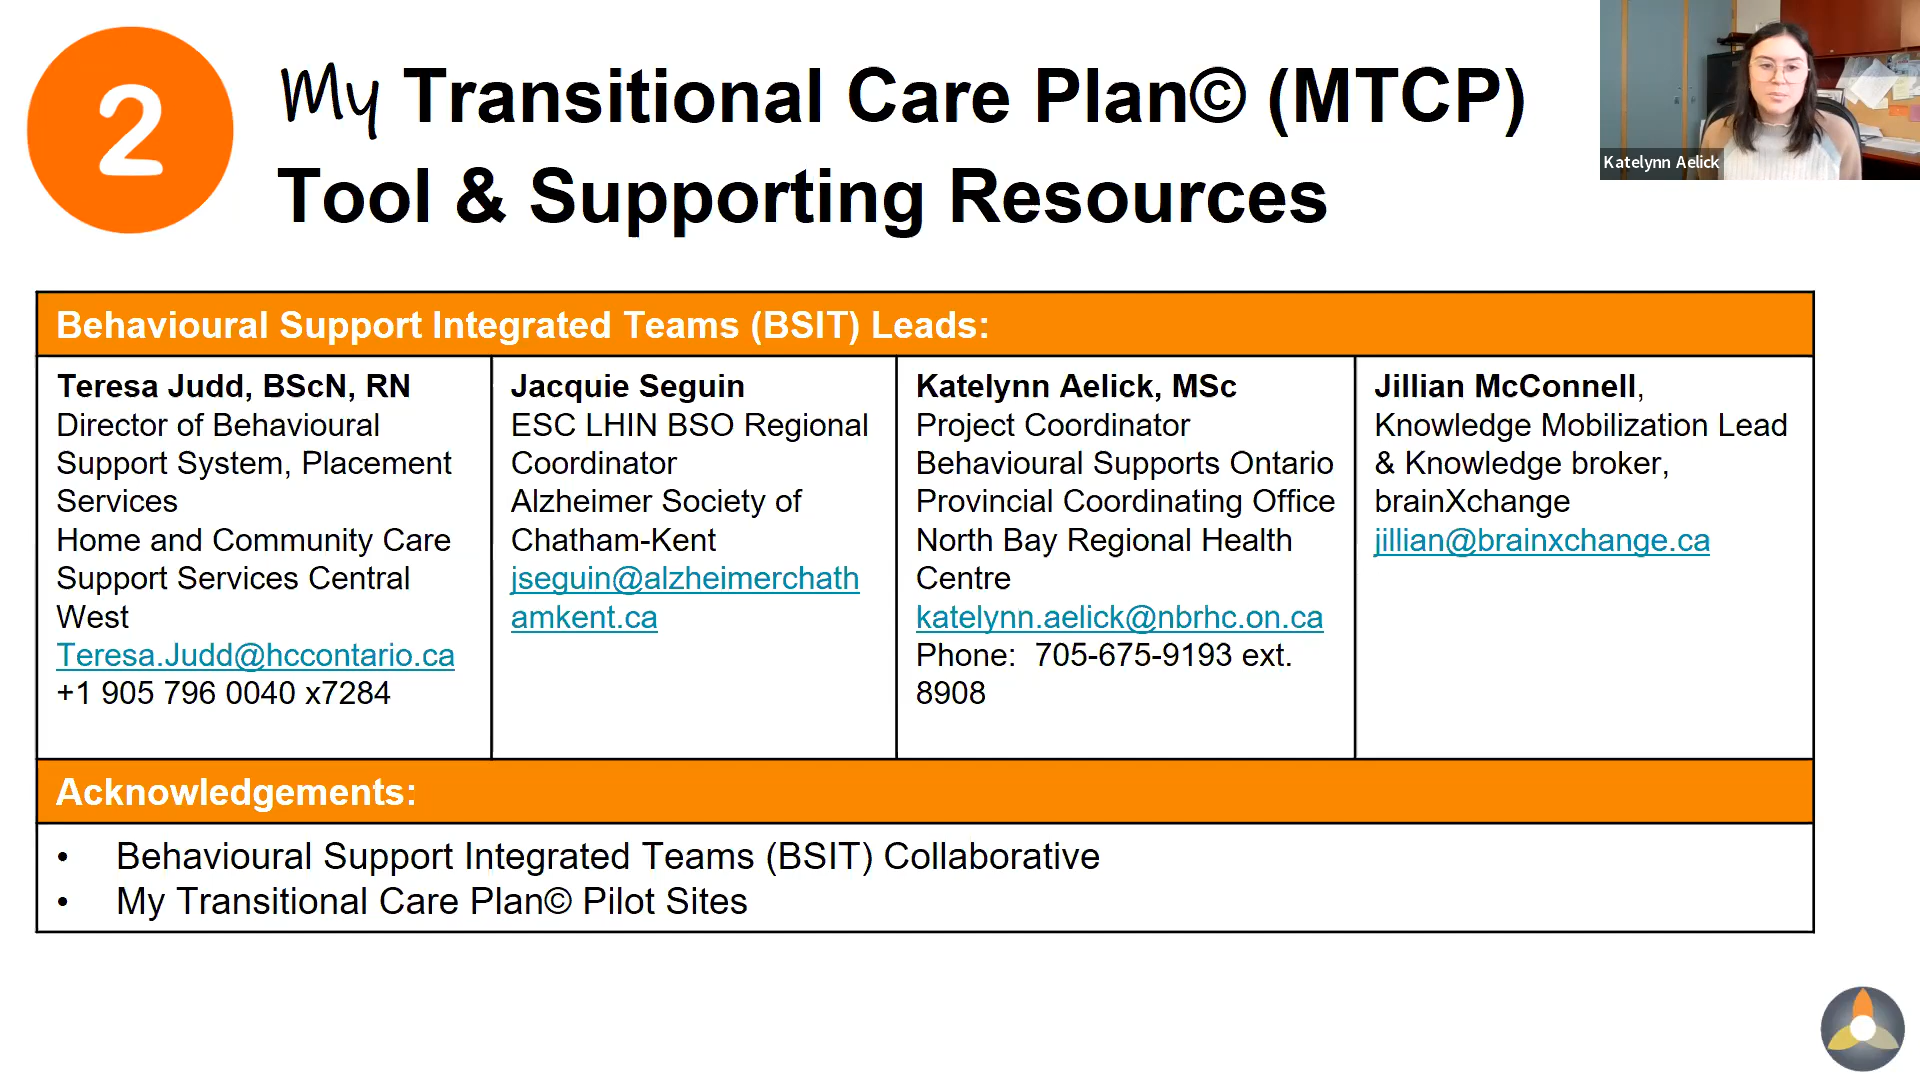 2
My Transitional Care Plan© (MTCP)
Tool & Supporting Resources
Katelynn Aelick
Behavioural Support Integrated Teams (BSIT) Leads:
Teresa Judd, BScN, RN
Director of Behavioural
Support System, Placement
Services
Home and Community Care
Support Services Central
West
Teresa.Judd@hccontario.ca
+1 905 796 0040 x7284
Jacquie Seguin
ESC LHIN BSO Regional
Coordinator
Alzheimer Society of
Chatham-Kent
jseguin@alzheimerchath
amkent.ca
Katelynn Aelick, MSc
Project Coordinator
Behavioural Supports Ontario
Provincial Coordinating Office
North Bay Regional Health
Centre
katelynn.aelick@nbrhc.on.ca
Phone: 705-675-9193 ext.
8908
Jillian McConnell,
Knowledge Mobilization Lead
& Knowledge broker,
brainXchange
jillian@brainxchange.ca
Acknowledgements:
• Behavioural Support Integrated Teams (BSIT) Collaborative
• My Transitional Care Plan© Pilot Sites